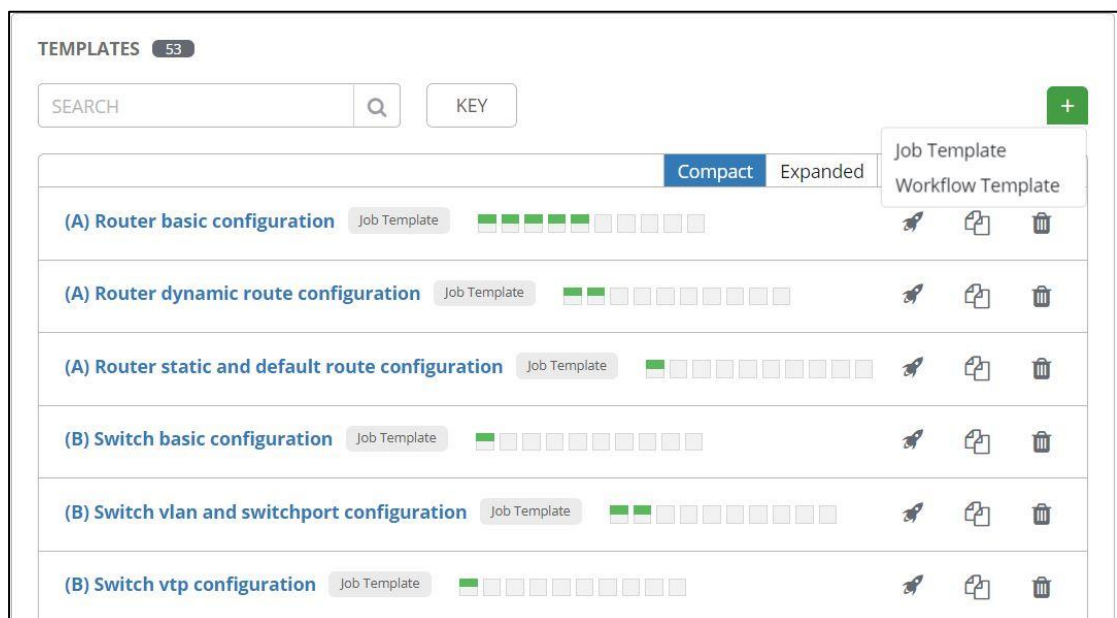 TEMPLATES 53
SEARCH KEY +
Job Template
Compact Expanded
Workflow Template
(A) Router basic configuration Job Template
(A) Router dynamic route configuration Job Template
(A) Router static and default route configuration Job Template
(B) Switch basic configuration Job Template
(B) Switch vlan and switchport configuration Job Template
(B) Switch vtp configuration Job Template